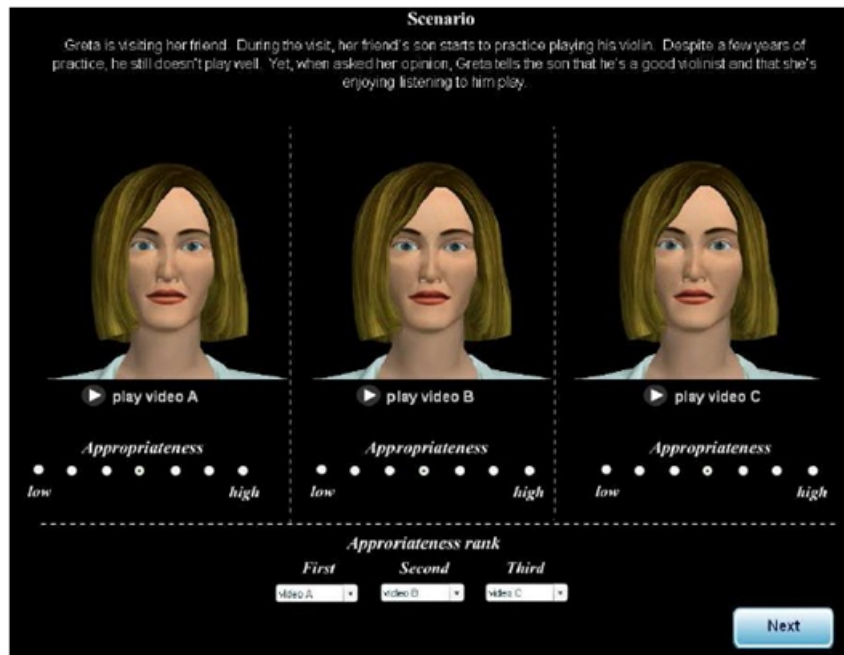 Scenario
Greta is visiting her friend. During the visit, her friend's son starts to practice playing his violin. Despite a few years of
practice, he still doesn't play well. Yet, when asked her opinion, Greta tells the son that he's a good violinist and that she's
enjoying listening to him play.
play video A play video B play video C
Appropriateness Appropriateness Appropriateness
low high low high low high
Approriateness rank
First Second Third
video A video B video C
Next